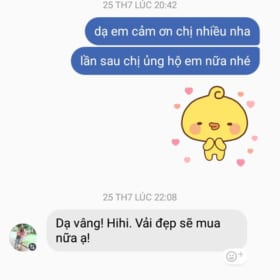 25 TH7 LÚC 20:42
dạ em cảm ơn chị nhiều nha
lần sau chị ủng hộ em nữa nhé
25 TH7 LÚC 22:08
Dạ vâng! Hihi. Vải đẹp sẽ mua
nữa ạ!